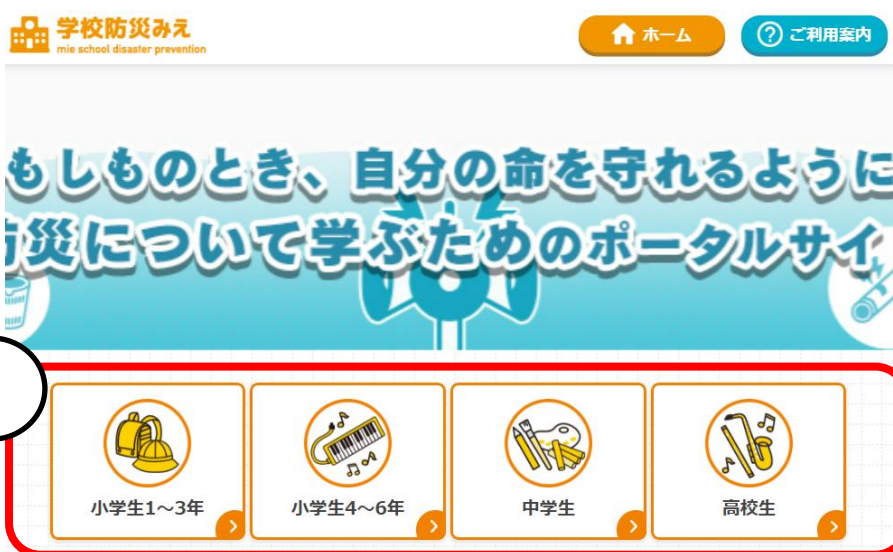 学校防災みえ
mie school disaster prevention
ホーム
? ご利用案内
もしものとき、自分の命を守れるように
災について学ぶためのポータルサイ
小学生1～3年
小学生4～6年
中学生
高校生